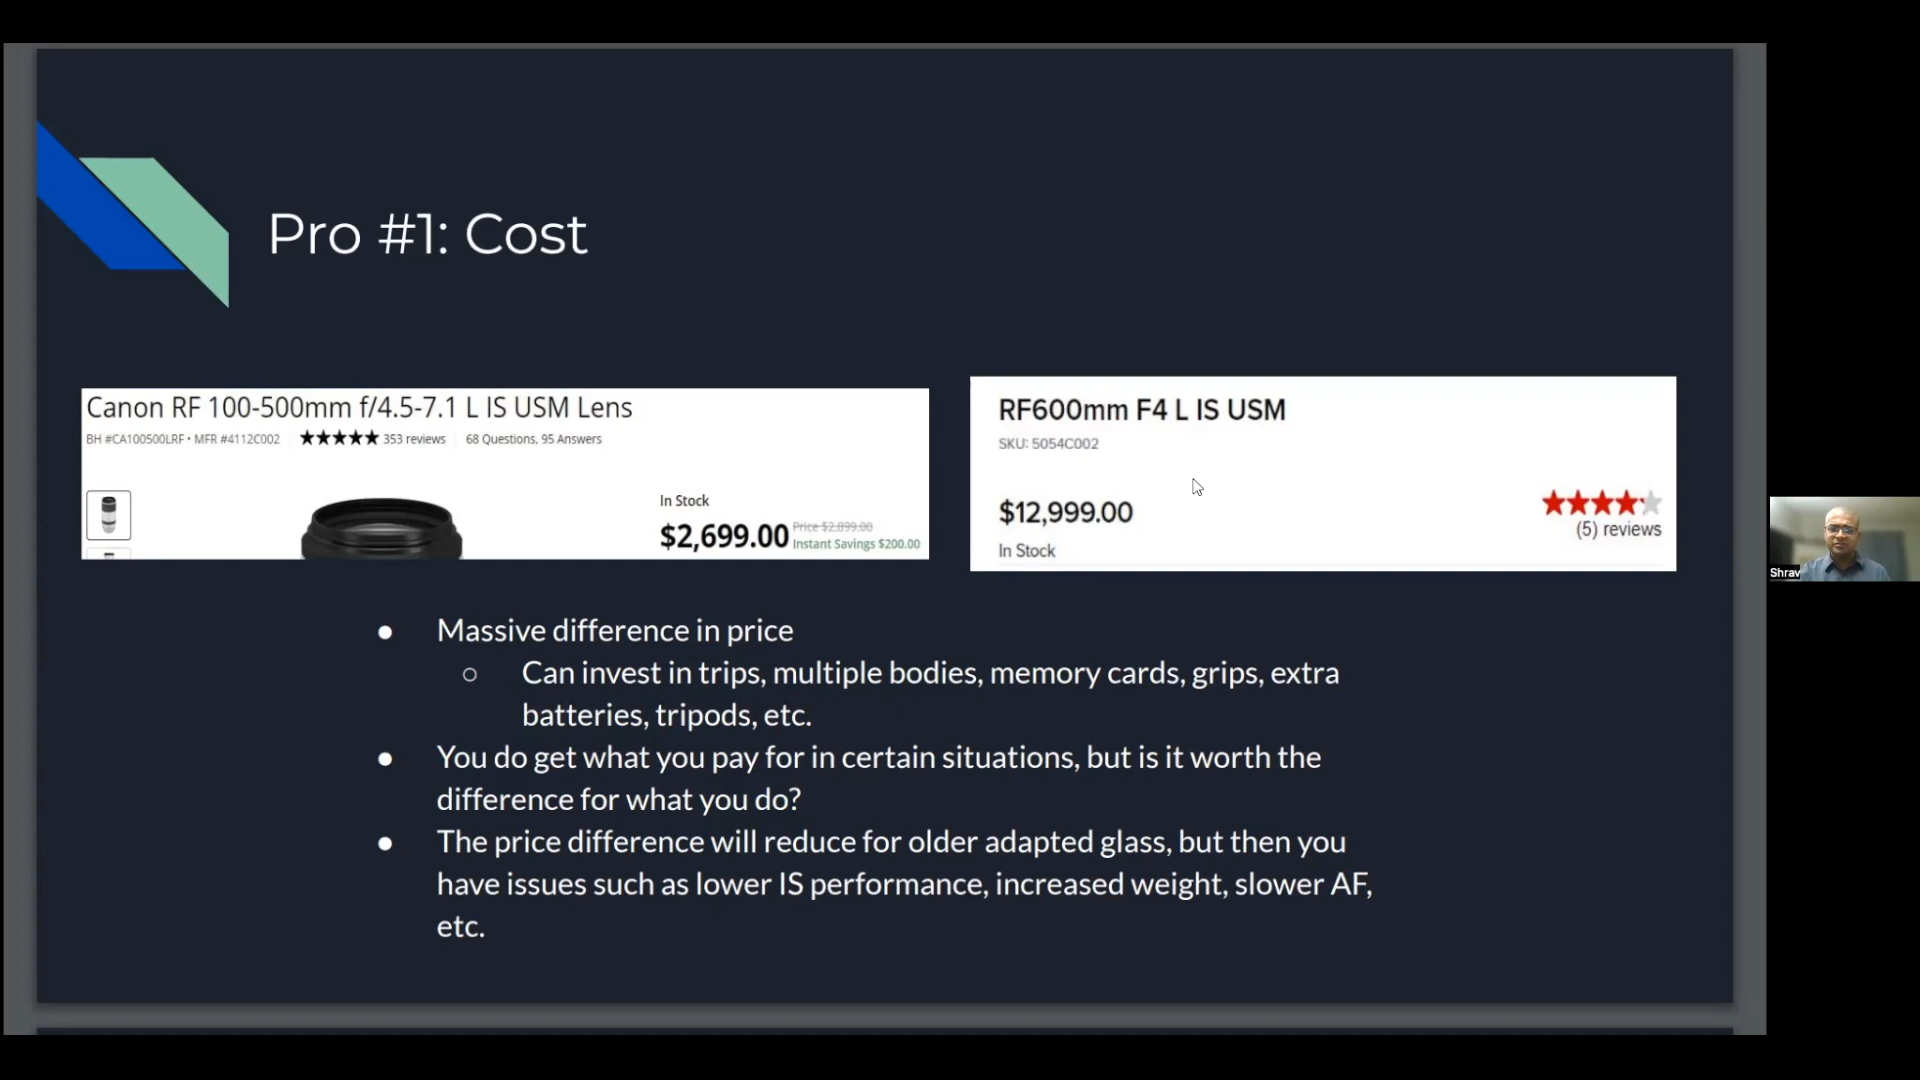 Pro #1: Cost
Canon RF 100-500mm f/4.5-7.1 L IS USM Lens
BH #CA100500LRF • MFR #4112C002 ★★★★★ 353 reviews 68 Questions, 95 Answers
In Stock
$2,699.00 Price $2,899.00
Instant Savings $200.00
RF600mm F4 L IS USM
SKU: 5054C002
$12,999.00
(5) reviews
In Stock
● Massive difference in price
○ Can invest in trips, multiple bodies, memory cards, grips, extra
batteries, tripods, etc.
● You do get what you pay for in certain situations, but is it worth the
difference for what you do?
● The price difference will reduce for older adapted glass, but then you
have issues such as lower IS performance, increased weight, slower AF,
etc.
Shrav